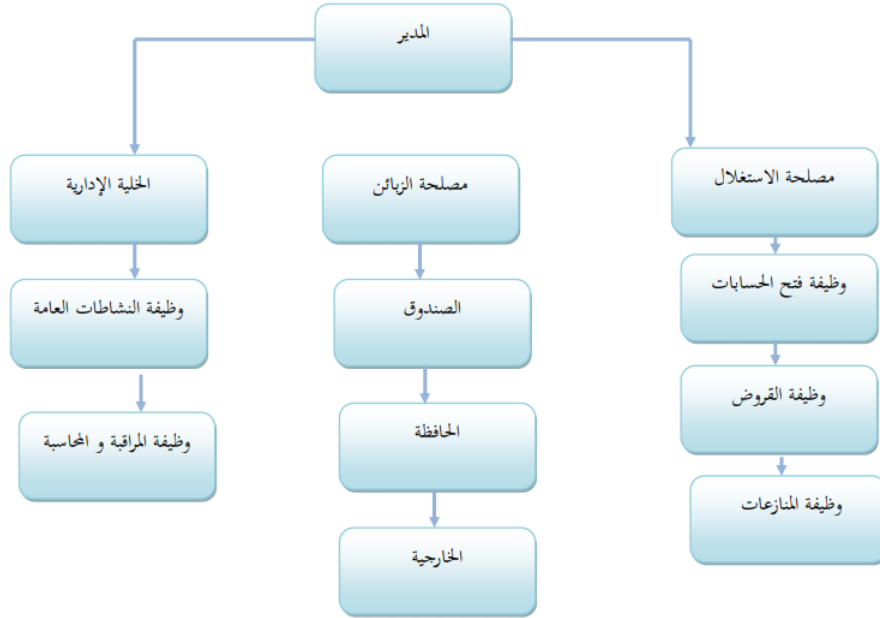 المدير
مصلحة الاستغلال
وظيفة فتح الحسابات
وظيفة القروض
وظيفة المنازعات
مصلحة الزبائن
الصندوق
الحافظة
الخارجية
الخلية الإدارية
وظيفة النشاطات العامة
وظيفة المراقبة و المحاسبة